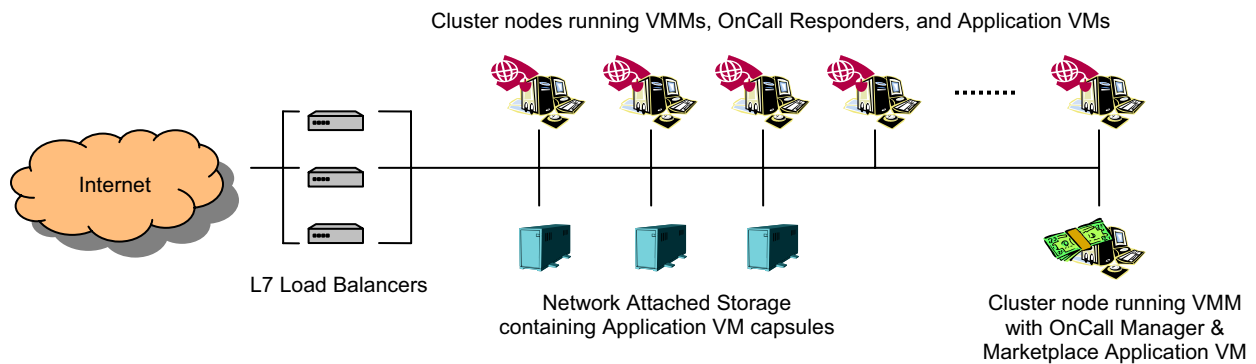 Cluster nodes running VMMs, OnCall Responders, and Application VMs
Internet
L7 Load Balancers
Network Attached Storage
containing Application VM capsules
Cluster node running VMM
with OnCall Manager &
Marketplace Application VM